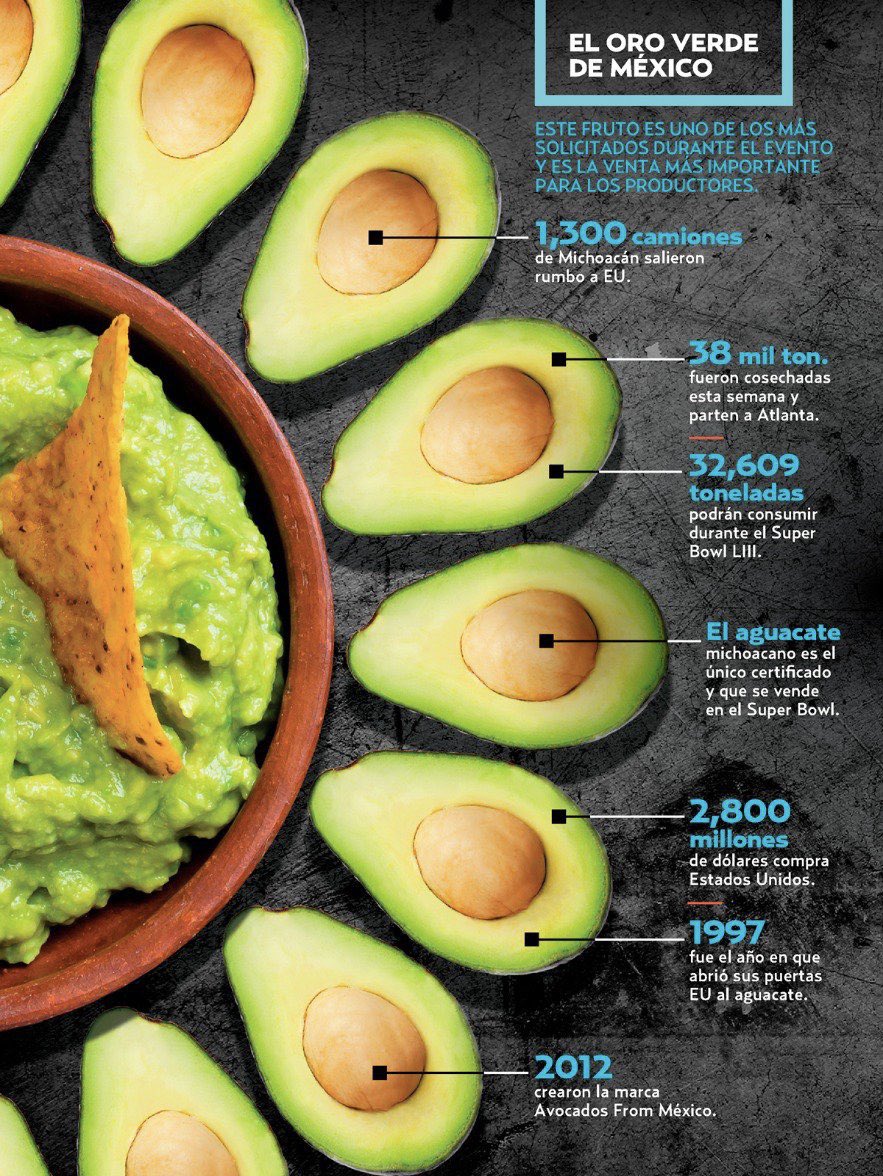 EL ORO VERDE
DE MÉXICO
ESTE FRUTO ES UNO DE LOS MÁS
SOLICITADOS DURANTE EL EVENTO
Y ES LA VENTA MÁS IMPORTANTE
PARA LOS PRODUCTORES.
1,300 camiones
de Michoacán salieron
rumbo a EU.
38 mil ton.
fueron cosechadas
esta semana y
parten a Atlanta.
32,609
toneladas
podrán consumir
durante el Super
Bowl LIII.
El aguacate
michoacano es el
único certificado
y que se vende
en el Super Bowl.
2,800
millones
de dólares compra
Estados Unidos.
1997
fue el año en que
abrió sus puertas
EU al aguacate.
2012
crearon la marca
Avocados From México.